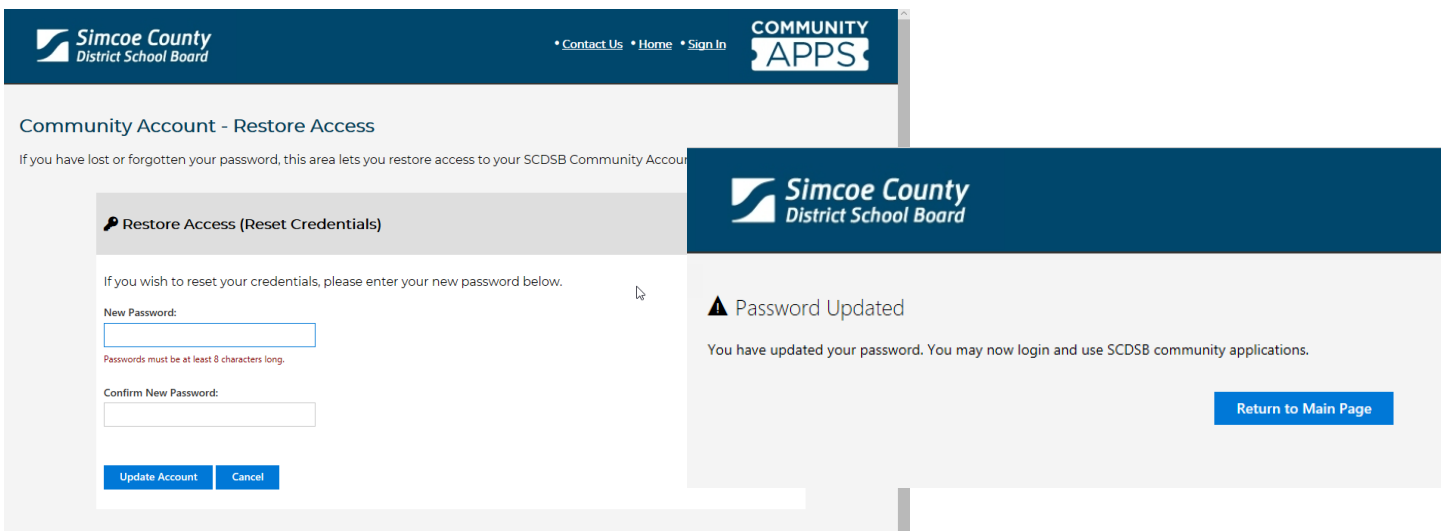 Simcoe County
District School Board
• Contact Us • Home • Sign In
COMMUNITY
APPS
Community Account - Restore Access
If you have lost or forgotten your password, this area lets you restore access to your SCDSB Community Accou
Restore Access (Reset Credentials)
If you wish to reset your credentials, please enter your new password below.
New Password:
Passwords must be at least 8 characters long.
Confirm New Password:
Update Account
Cancel
Simcoe County
District School Board
Password Updated
You have updated your password. You may now login and use SCDSB community applications.
Return to Main Page